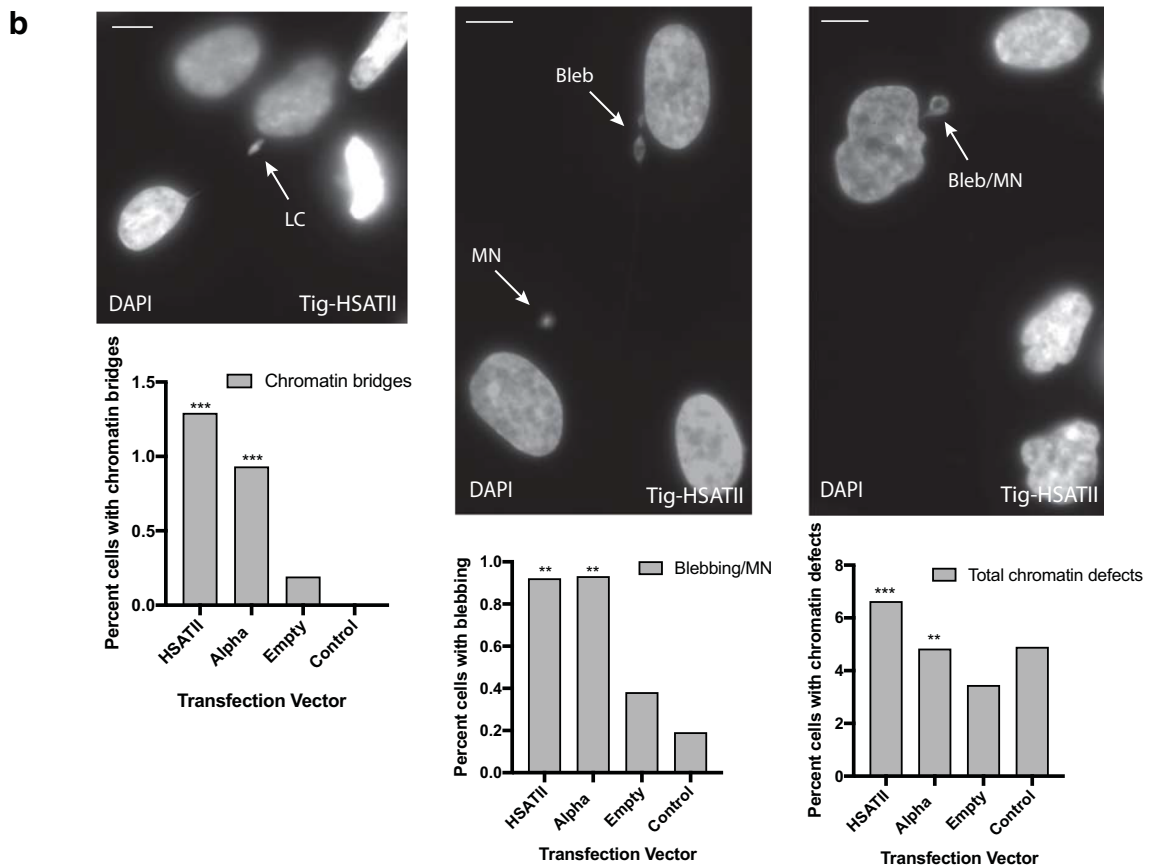 b
LC
DAPI Tig-HSATII
Bleb
MN
DAPI Tig-HSATII
Bleb/MN
DAPI Tig-HSATII
Percent cells with chromatin bridges
Chromatin bridges
1.5
1.0
0.5
0.0
***
***
HSATII Alpha Empty Control
Transfection Vector
Percent cells with blebbing
Blebbing/MN
1.0
0.8
0.6
0.4
0.2
0.0
**
**
HSATII Alpha Empty Control
Transfection Vector
Percent cells with chromatin defects
Total chromatin defects
8
6
4
2
0
***
**
HSATII Alpha Empty Control
Transfection Vector